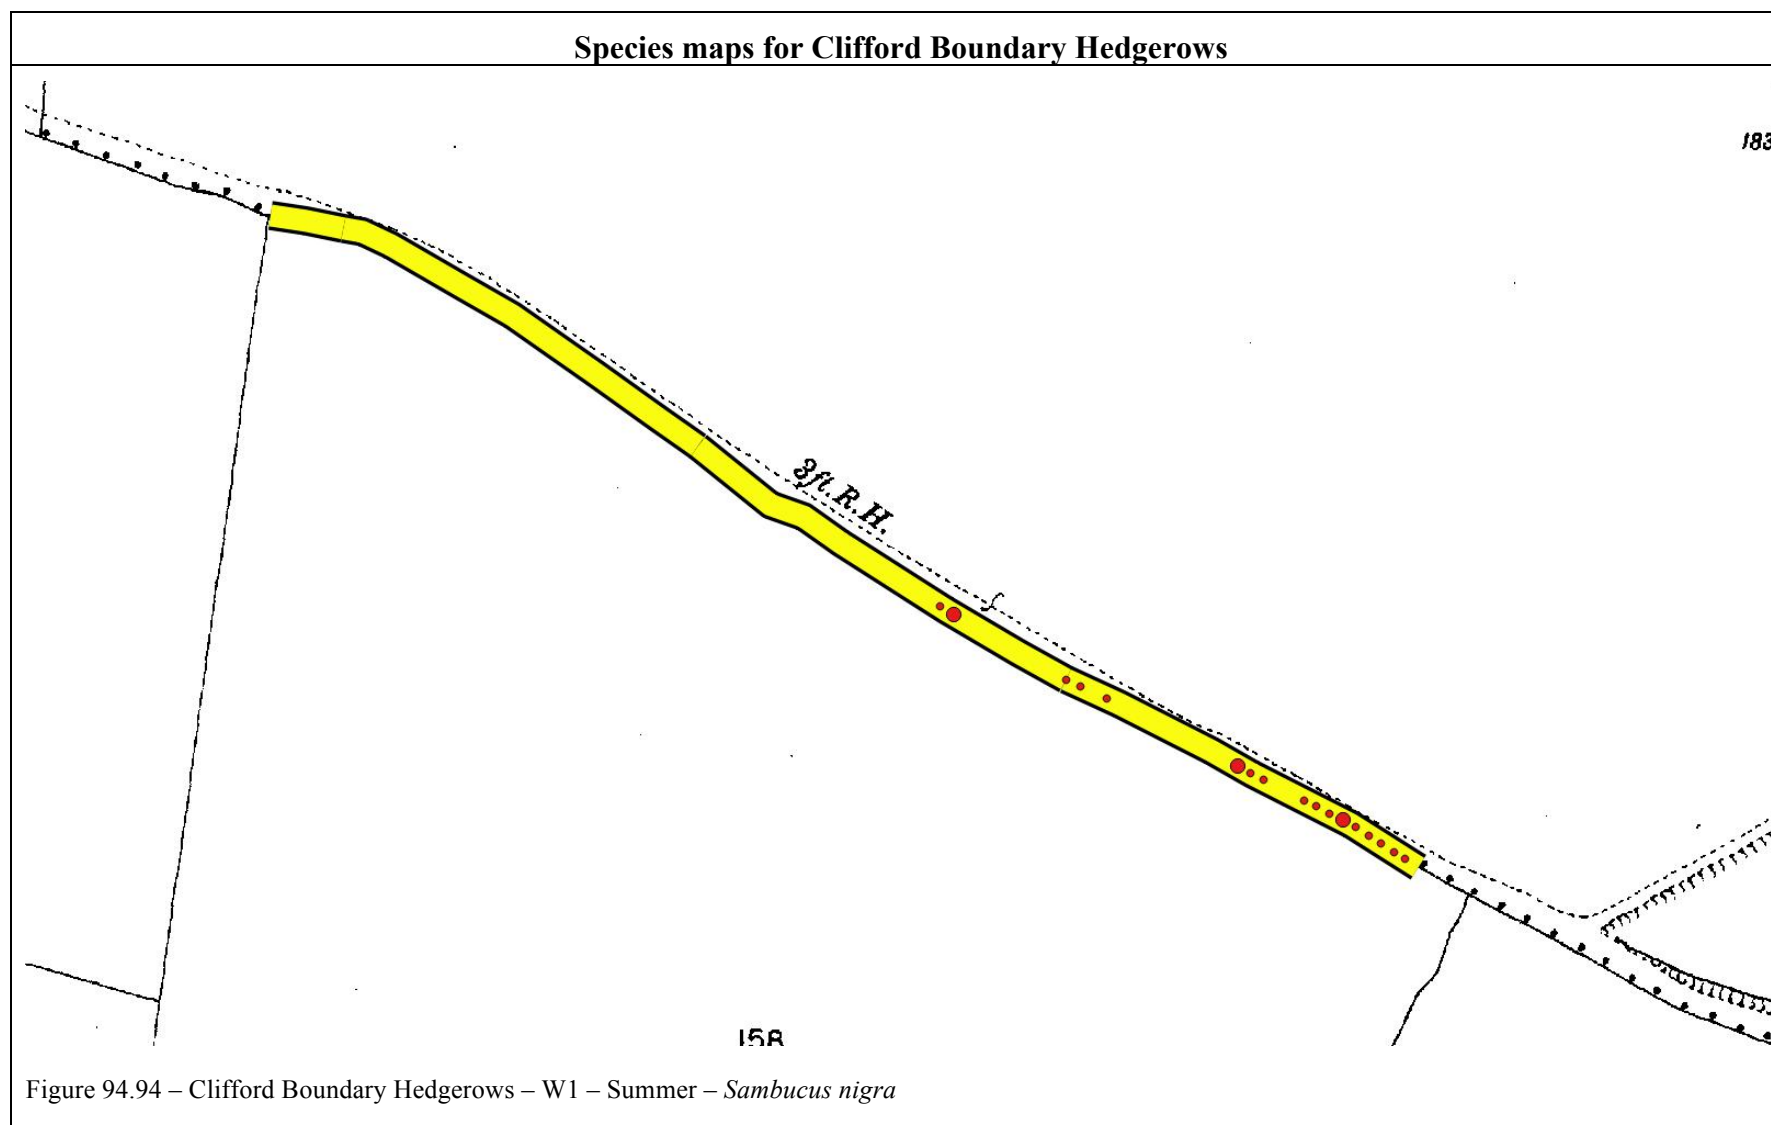 Species maps for Clifford Boundary Hedgerows
183
3ft. R. H.
158
Figure 94.94 – Clifford Boundary Hedgerows – W1 – Summer – Sambucus nigra